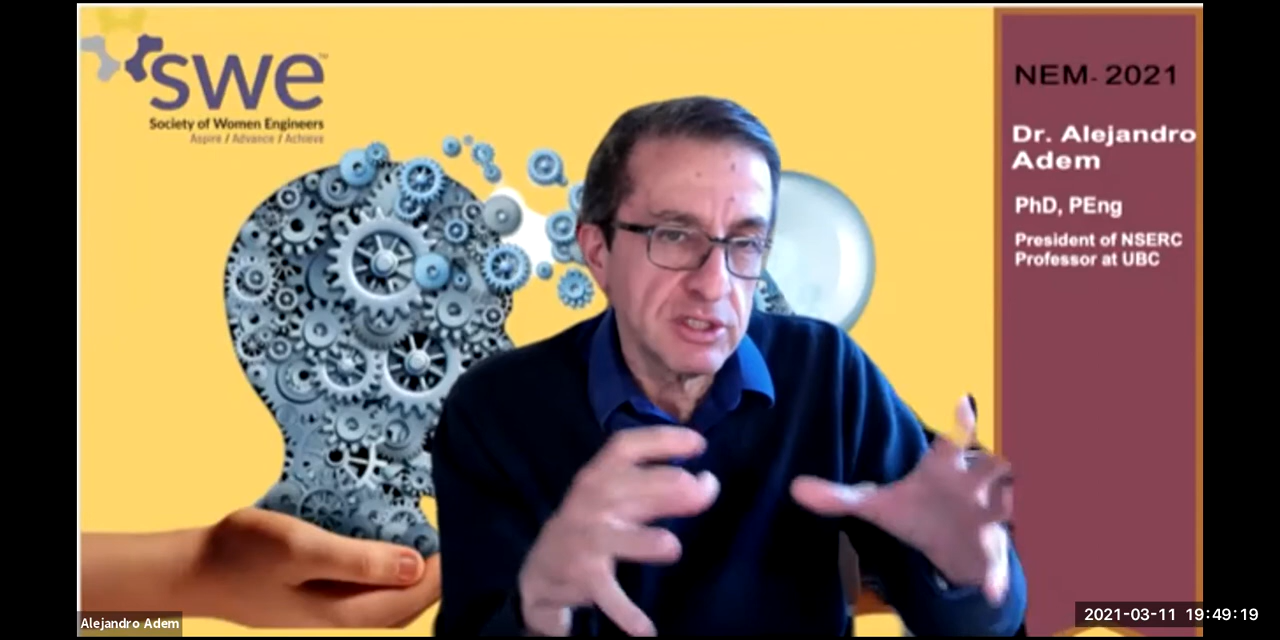 swe™
Society of Women Engineers
Aspire / Advance / Achieve
NEM- 2021
Dr. Alejandro
Adem
PhD, PEng
President of NSERC
Professor at UBC
Alejandro Adem
2021-03-11 19:49:19